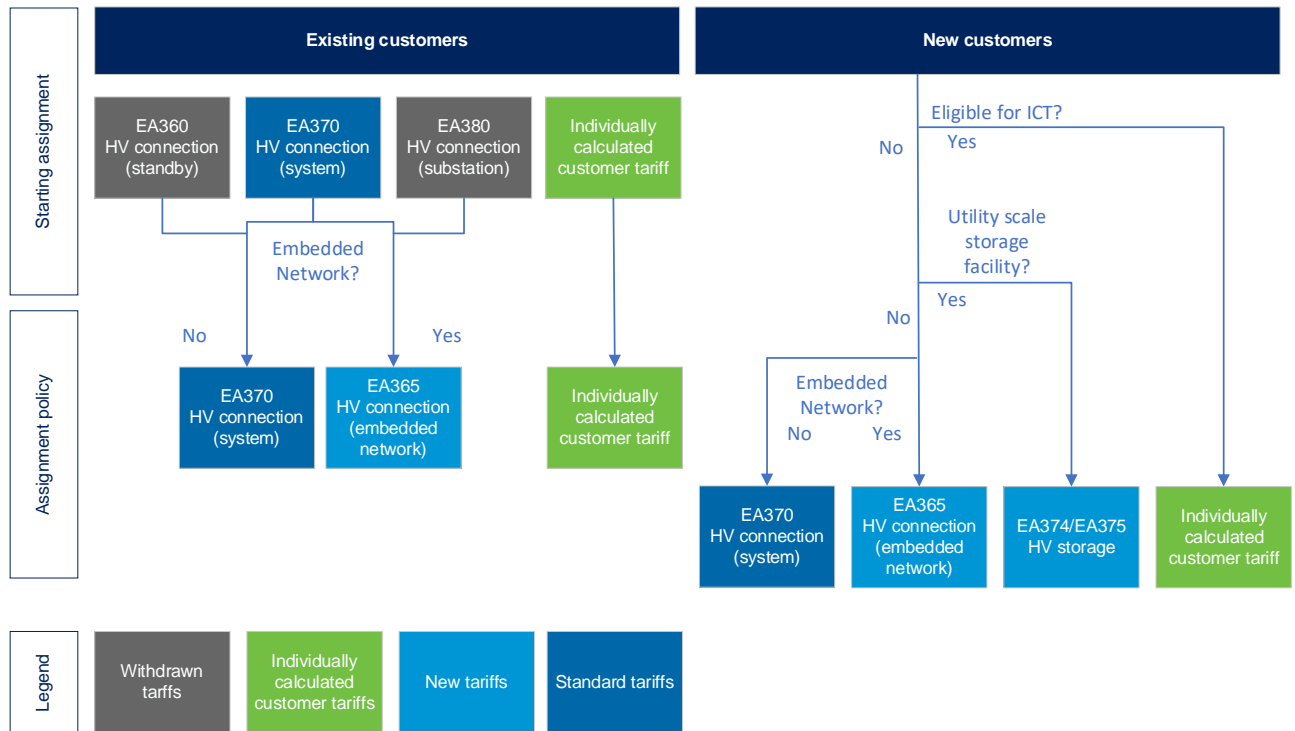 Starting assignment
Existing customers
New customers
EA360
HV connection
(standby)
EA370
HV connection
(system)
EA380
HV connection
(substation)
Individually
calculated
customer tariff
Eligible for ICT?
No
Yes
Utility scale
storage
facility?
Embedded
Network?
No
Yes
Yes
No
Assignment policy
EA370
HV connection
(system)
EA365
HV connection
(embedded
network)
Individually
calculated
customer tariff
Embedded
Network?
No
Yes
EA370
HV connection
(system)
EA365
HV connection
(embedded
network)
EA374/EA375
HV storage
Individually
calculated
customer tariff
Legend
Withdrawn
tarffs
Individually
calculated
customer tariffs
New tariffs
Standard tariffs